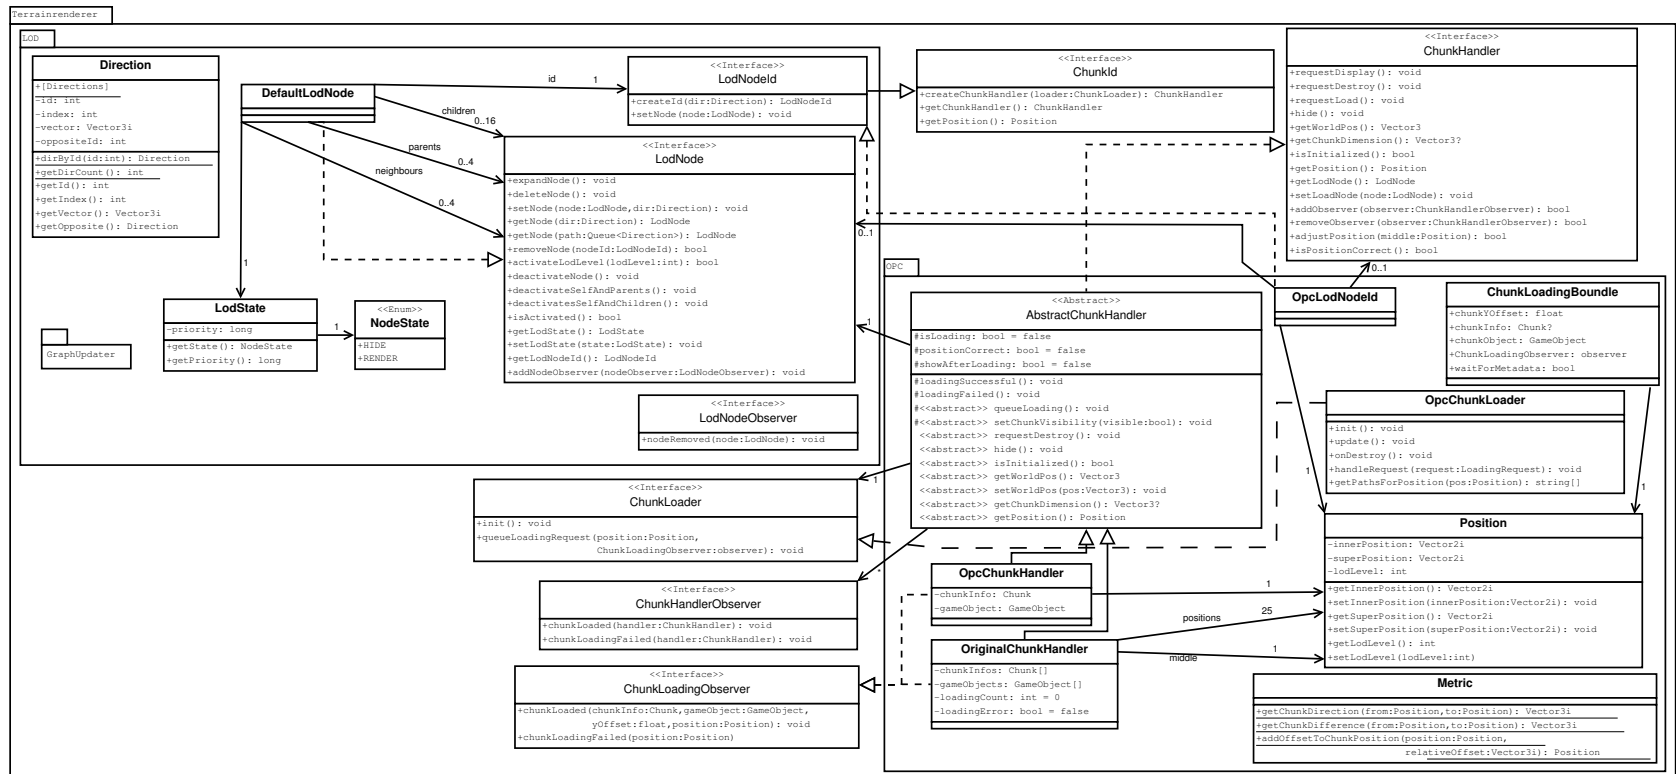 Terrainrenderer
LOD
Direction
+[Directions]
-id: int
-index: int
-vector: Vector3i
-oppositeId: int
+dirById(id:int): Direction
+getDirCount(): int
+getId(): int
+getIndex(): int
+getVector(): Vector3i
+getOpposite(): Direction
DefaultLodNode
id
1
children
0..16
parents
0..4
neighbours
0..4
1
<<Interface>>
LodNodeId
+createId(dir:Direction): LodNodeId
+setNode(node:LodNode): void
<<Interface>>
LodNode
+expandNode(): void
+deleteNode(): void
+setNode(node:LodNode,dir:Direction): void
+getNode(dir:Direction): LodNode
+getNode(path:Queue<Direction>): LodNode
+removeNode(nodeId:LodNodeId): bool
+activateLodLevel(lodLevel:int): bool
+deactivateNode(): void
+deactivateSelfAndParents(): void
+deactivatesSelfAndChildren(): void
+isActivated(): bool
+getLodState(): LodState
+setLodState(state:LodState): void
+getLodNodeId(): LodNodeId
+addNodeObserver(nodeObserver:LodNodeObserver): void
LodState
-priority: long
+getState(): NodeState
+getPriority(): long
1
<<Enum>>
NodeState
+HIDE
+RENDER
GraphUpdater
<<Interface>>
LodNodeObserver
+nodeRemoved(node:LodNode): void
<<Interface>>
ChunkId
+createChunkHandler(loader:ChunkLoader): ChunkHandler
+getChunkHandler(): ChunkHandler
+getPosition(): Position
<<Interface>>
ChunkHandler
+requestDisplay(): void
+requestDestroy(): void
+requestLoad(): void
+hide(): void
+getWorldPos(): Vector3
+getChunkDimension(): Vector3?
+isInitialized(): bool
+getPosition(): Position
+getLodNode(): LodNode
+setLoadNode(node:LodNode): void
+addObserver(observer:ChunkHandlerObserver): bool
+removeObserver(observer:ChunkHandlerObserver): bool
+adjustPosition(middle:Position): bool
+isPositionCorrect(): bool
0..1
0..1
OPC
<<Abstract>>
AbstractChunkHandler
#isLoading: bool = false
#positionCorrect: bool = false
#showAfterLoading: bool = false
#loadingSuccessful(): void
#loadingFailed(): void
#<<abstract>> queueLoading(): void
#<<abstract>> setChunkVisibility(visible:bool): void
<<abstract>> requestDestroy(): void
<<abstract>> hide(): void
<<abstract>> isInitialized(): bool
<<abstract>> getWorldPos(): Vector3
<<abstract>> setWorldPos(pos:Vector3): void
<<abstract>> getChunkDimension(): Vector3?
<<abstract>> getPosition(): Position
1
1
*
OpcLodNodeId
ChunkLoadingBoundle
+chunkYOffset: float
+chunkInfo: Chunk?
+chunkObject: GameObject
+ChunkLoadingObserver: observer
+waitForMetadata: bool
OpcChunkLoader
+init(): void
+update(): void
+onDestroy(): void
+handleRequest(request:LoadingRequest): void
+getPathsForPosition(pos:Position): string[]
1
1
<<Interface>>
ChunkLoader
+init(): void
+queueLoadingRequest(position:Position,
ChunkLoadingObserver:observer): void
<<Interface>>
ChunkHandlerObserver
+chunkLoaded(handler:ChunkHandler): void
+chunkLoadingFailed(handler:ChunkHandler): void
<<Interface>>
ChunkLoadingObserver
+chunkLoaded(chunkInfo:Chunk,gameObject:GameObject,
yOffset:float,position:Position): void
+chunkLoadingFailed(position:Position)
OpcChunkHandler
-chunkInfo: Chunk
-gameObject: GameObject
1
OriginalChunkHandler
-chunkInfos: Chunk[]
-gameObjects: GameObject[]
-loadingCount: int = 0
-loadingError: bool = false
positions
25
middle
1
Position
-innerPosition: Vector2i
-superPosition: Vector2i
-lodLevel: int
+getInnerPosition(): Vector2i
+setInnerPosition(innerPosition:Vector2i): void
+getSuperPosition(): Vector2i
+setSuperPosition(superPosition:Vector2i): void
+getLodLevel(): int
+setLodLevel(lodLevel:int)
Metric
+getChunkDirection(from:Position,to:Position): Vector3i
+getChunkDifference(from:Position,to:Position): Vector3i
+addOffsetToChunkPosition(position:Position,
relativeOffset:Vector3i): Position